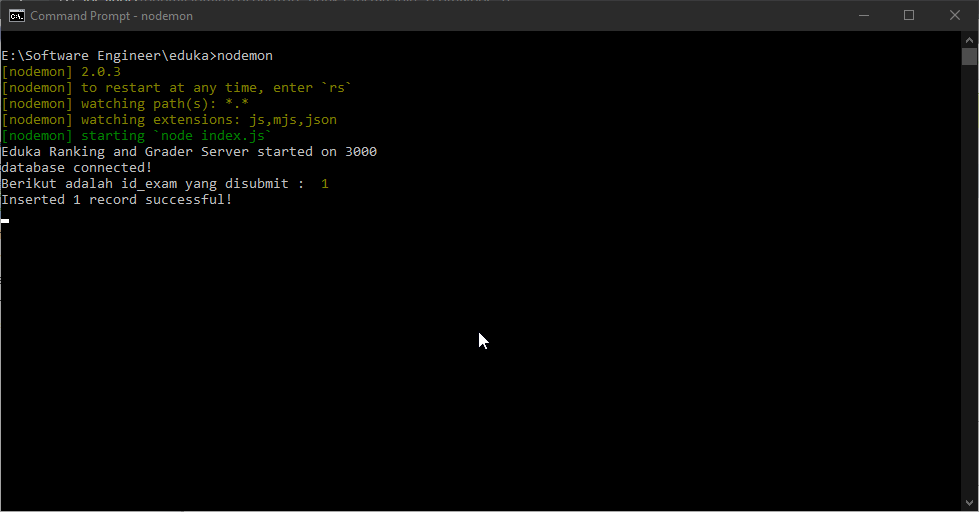 Command Prompt - nodemon
E:\Software Engineer\eduka>nodemon
[nodemon] 2.0.3
[nodemon] to restart at any time, enter `rs`
[nodemon] watching path(s): *.*
[nodemon] watching extensions: js,mjs,json
[nodemon] starting `node index.js`
Eduka Ranking and Grader Server started on 3000
database connected!
Berikut adalah id_exam yang disubmit :  1
Inserted 1 record successful!